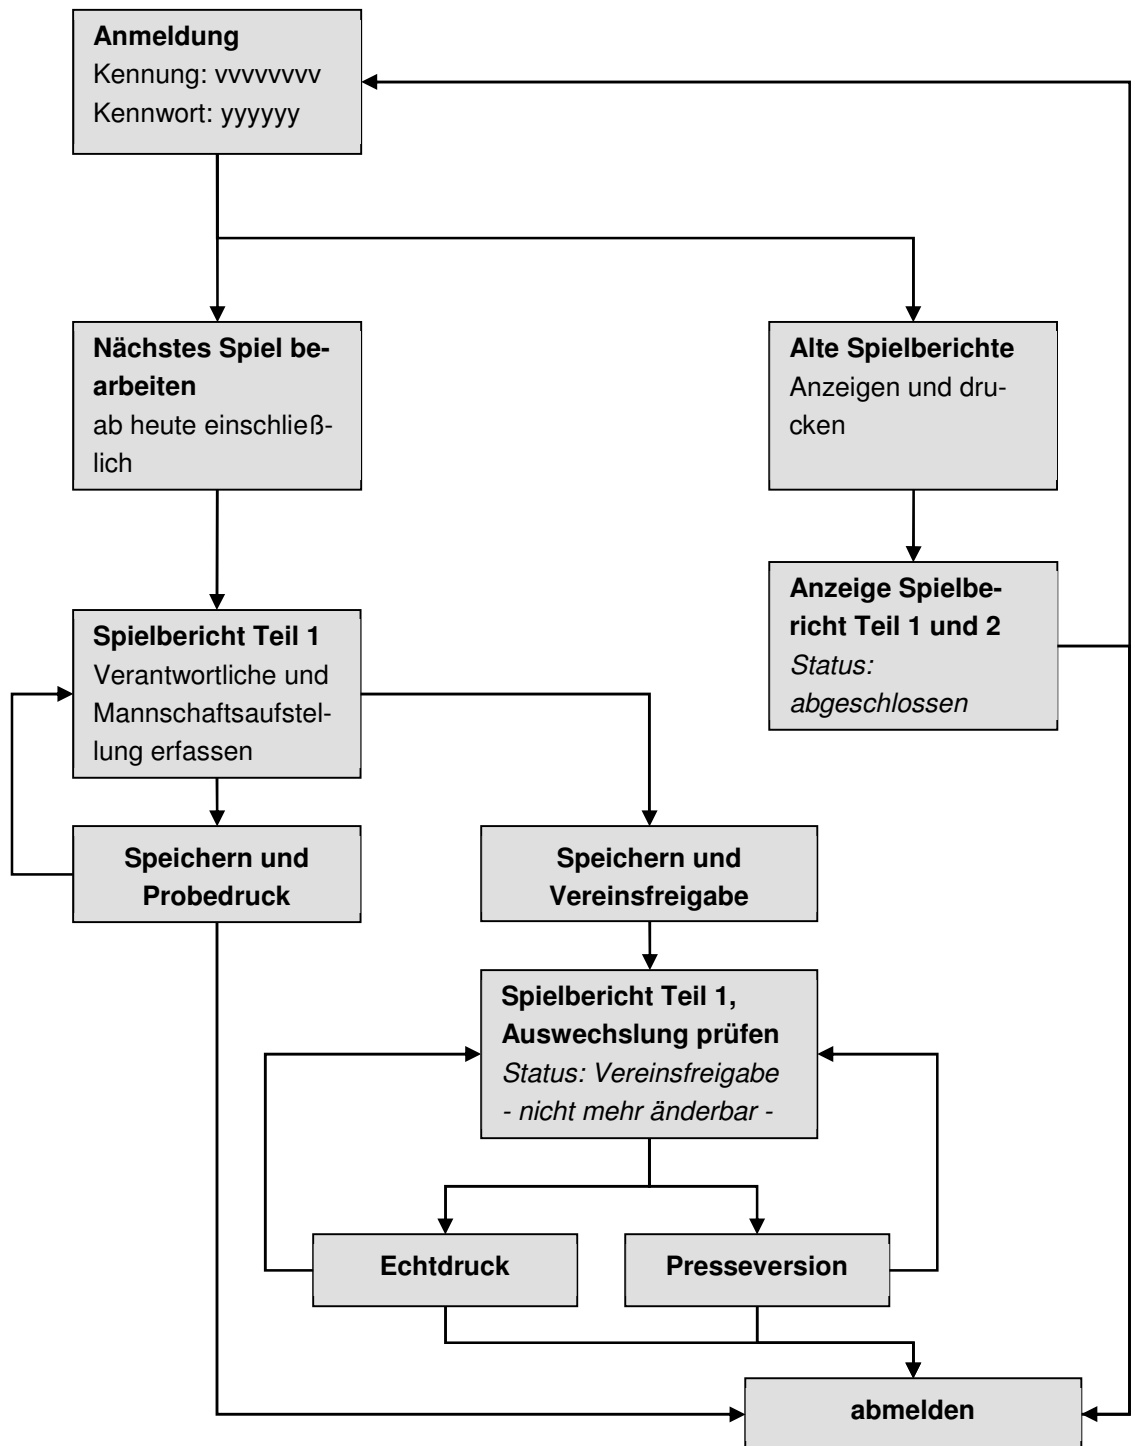 Anmeldung
Kennung: vvvvvvvv
Kennwort: yyyyyy
Nächstes Spiel be-
arbeiten
ab heute einschließ-
lich
Alte Spielberichte
Anzeigen und dru-
cken
Anzeige Spielbe-
richt Teil 1 und 2
Status:
abgeschlossen
Spielbericht Teil 1
Verantwortliche und
Mannschaftsaufstel-
lung erfassen
Speichern und
Probedruck
Speichern und
Vereinsfreigabe
Spielbericht Teil 1,
Auswechslung prüfen
Status: Vereinsfreigabe
- nicht mehr änderbar -
Echtdruck
Presseversion
abmelden